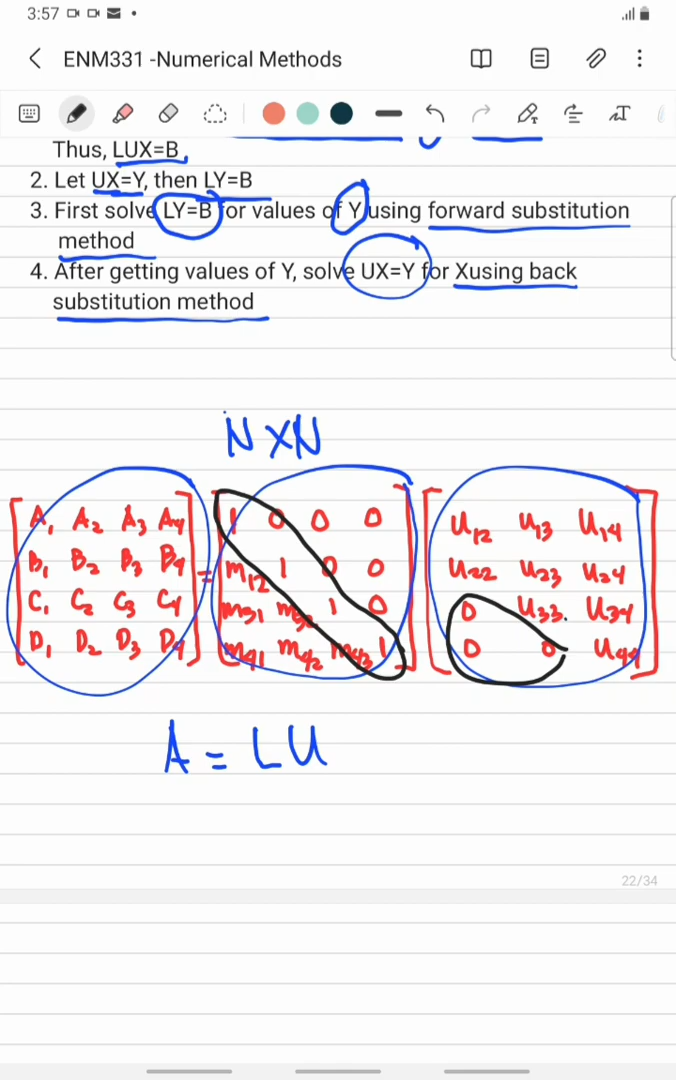 3:57
ENM331 -Numerical Methods
Thus, LUX=B
2. Let UX=Y, then LY=B
3. First solve LY=B for values of Y using forward substitution
method
4. After getting values of Y, solve UX=Y for Xusing back
substitution method
N X N
A1 A2 A3 A4 1 0 0 0 U12 U13 U14
B1 B2 B3 B4 = m12 1 0 0 U22 U23 U24
C1 C2 C3 C4 m31 m32 1 0 0 U33. U34
D1 D2 D3 D4 m41 m42 m43 1 0 0 U44
A = LU
22/34